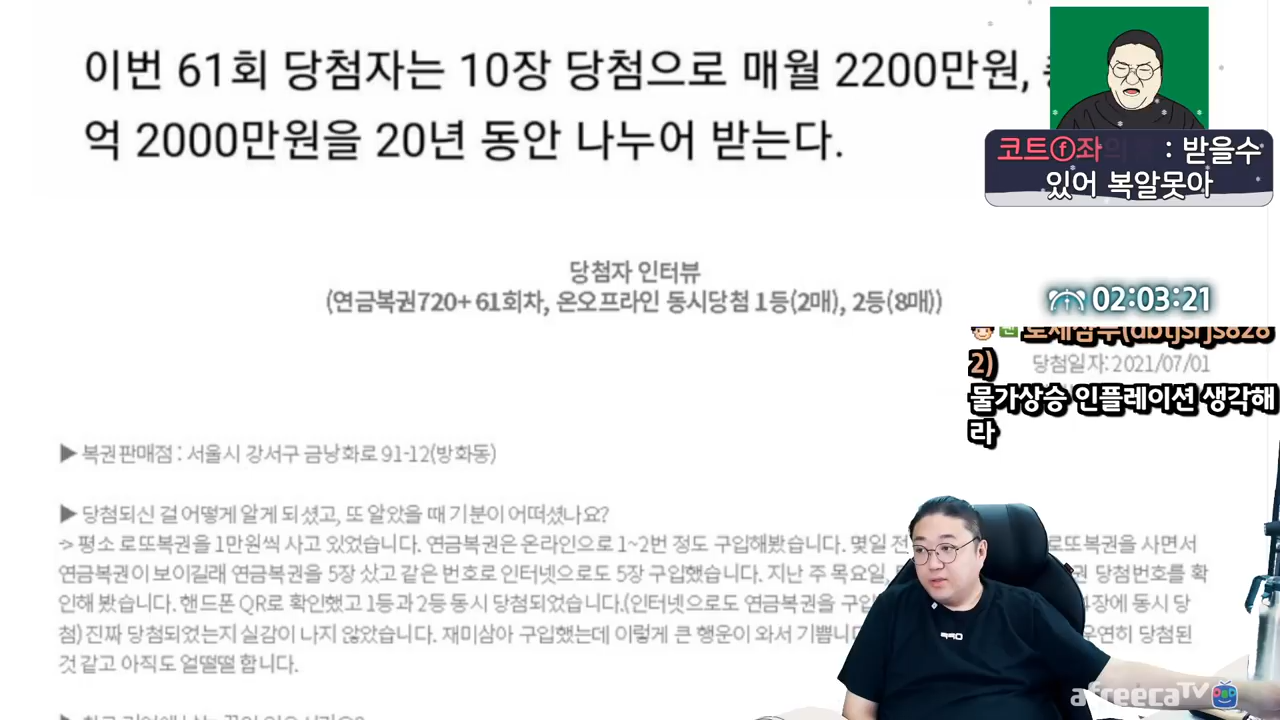 이번 61회 당첨자는 10장 당첨으로 매월 2200만원,
억 2000만원을 20년 동안 나누어 받는다.
코트ⓕ좌 : 받을수
있어 복알못아
당첨자 인터뷰
(연금복권720+ 61회차, 온오프라인 동시당첨 1등(2매), 2등(8매))
02:03:21
2)
당첨일자: 2021/07/01
물가상승 인플레이션 생각해
라
▶ 복권판매점 : 서울시 강서구 금낭화로 91-12(방화동)
▶ 당첨되신 걸 어떻게 알게 되셨고, 또 알았을 때 기분이 어떠셨나요?
-> 평소 로또복권을 1만원씩 사고 있었습니다. 연금복권은 온라인으로 1~2번 정도 구입해봤습니다. 몇일 전 로또복권을 사면서
연금복권이 보이길래 연금복권을 5장 샀고 같은 번호로 인터넷으로도 5장 구입했습니다. 지난 주 목요일, 권 당첨번호를 확
인해 봤습니다. 핸드폰 QR로 확인했고 1등과 2등 동시 당첨되었습니다.(인터넷으로도 연금복권을 구입 4장에 동시 당
첨) 진짜 당첨되었는지 실감이 나지 않았습니다. 재미삼아 구입했는데 이렇게 큰 행운이 와서 기쁩니다 우연히 당첨된
것 같고 아직도 얼떨떨 합니다.
afreecaTV